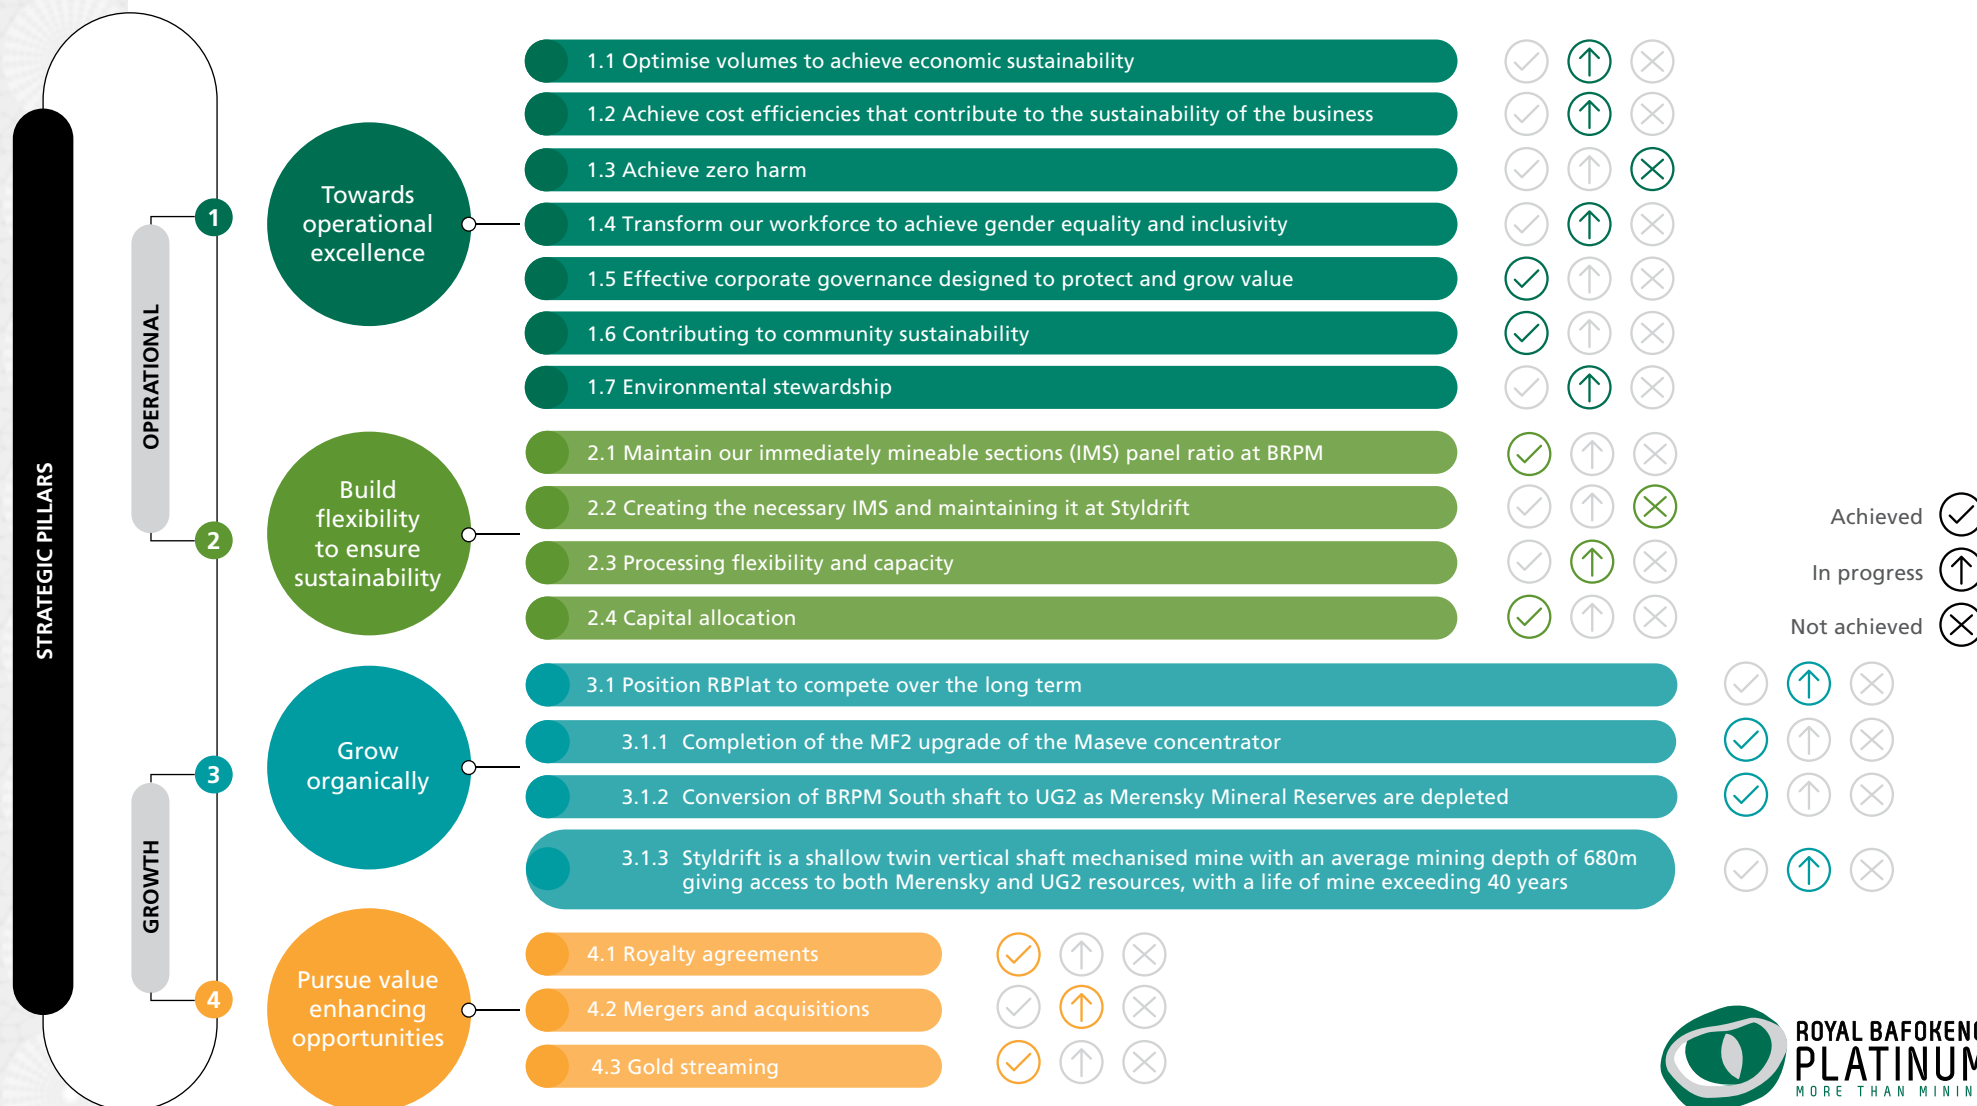 STRATEGIC PILLARS
OPERATIONAL
GROWTH
1
Towards
operational
excellence
1.1 Optimise volumes to achieve economic sustainability
1.2 Achieve cost efficiencies that contribute to the sustainability of the business
1.3 Achieve zero harm
1.4 Transform our workforce to achieve gender equality and inclusivity
1.5 Effective corporate governance designed to protect and grow value
1.6 Contributing to community sustainability
1.7 Environmental stewardship
2
Build
flexibility
to ensure
sustainability
2.1 Maintain our immediately mineable sections (IMS) panel ratio at BRPM
2.2 Creating the necessary IMS and maintaining it at Styldrift
2.3 Processing flexibility and capacity
2.4 Capital allocation
Achieved
In progress
Not achieved
3
Grow
organically
3.1 Position RBPlat to compete over the long term
3.1.1 Completion of the MF2 upgrade of the Maseve concentrator
3.1.2 Conversion of BRPM South shaft to UG2 as Merensky Mineral Reserves are depleted
3.1.3 Styldrift is a shallow twin vertical shaft mechanised mine with an average mining depth of 680m
giving access to both Merensky and UG2 resources, with a life of mine exceeding 40 years
4
Pursue value
enhancing
opportunities
4.1 Royalty agreements
4.2 Mergers and acquisitions
4.3 Gold streaming
ROYAL BAFOKENG
PLATINUM
MORE THAN MINING